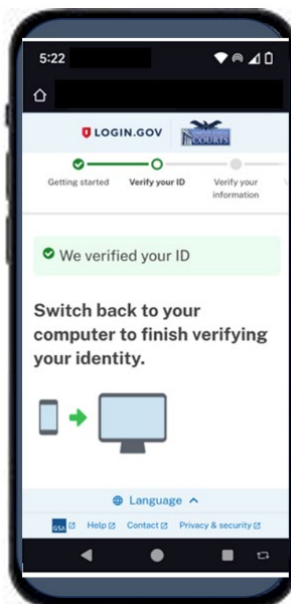 5:22
LOGIN.GOV
COURTS
Getting started
Verify your ID
Verify your
information
We verified your ID
Switch back to your
computer to finish verifying
your identity.
Language
GSA
Help
Contact
Privacy & security